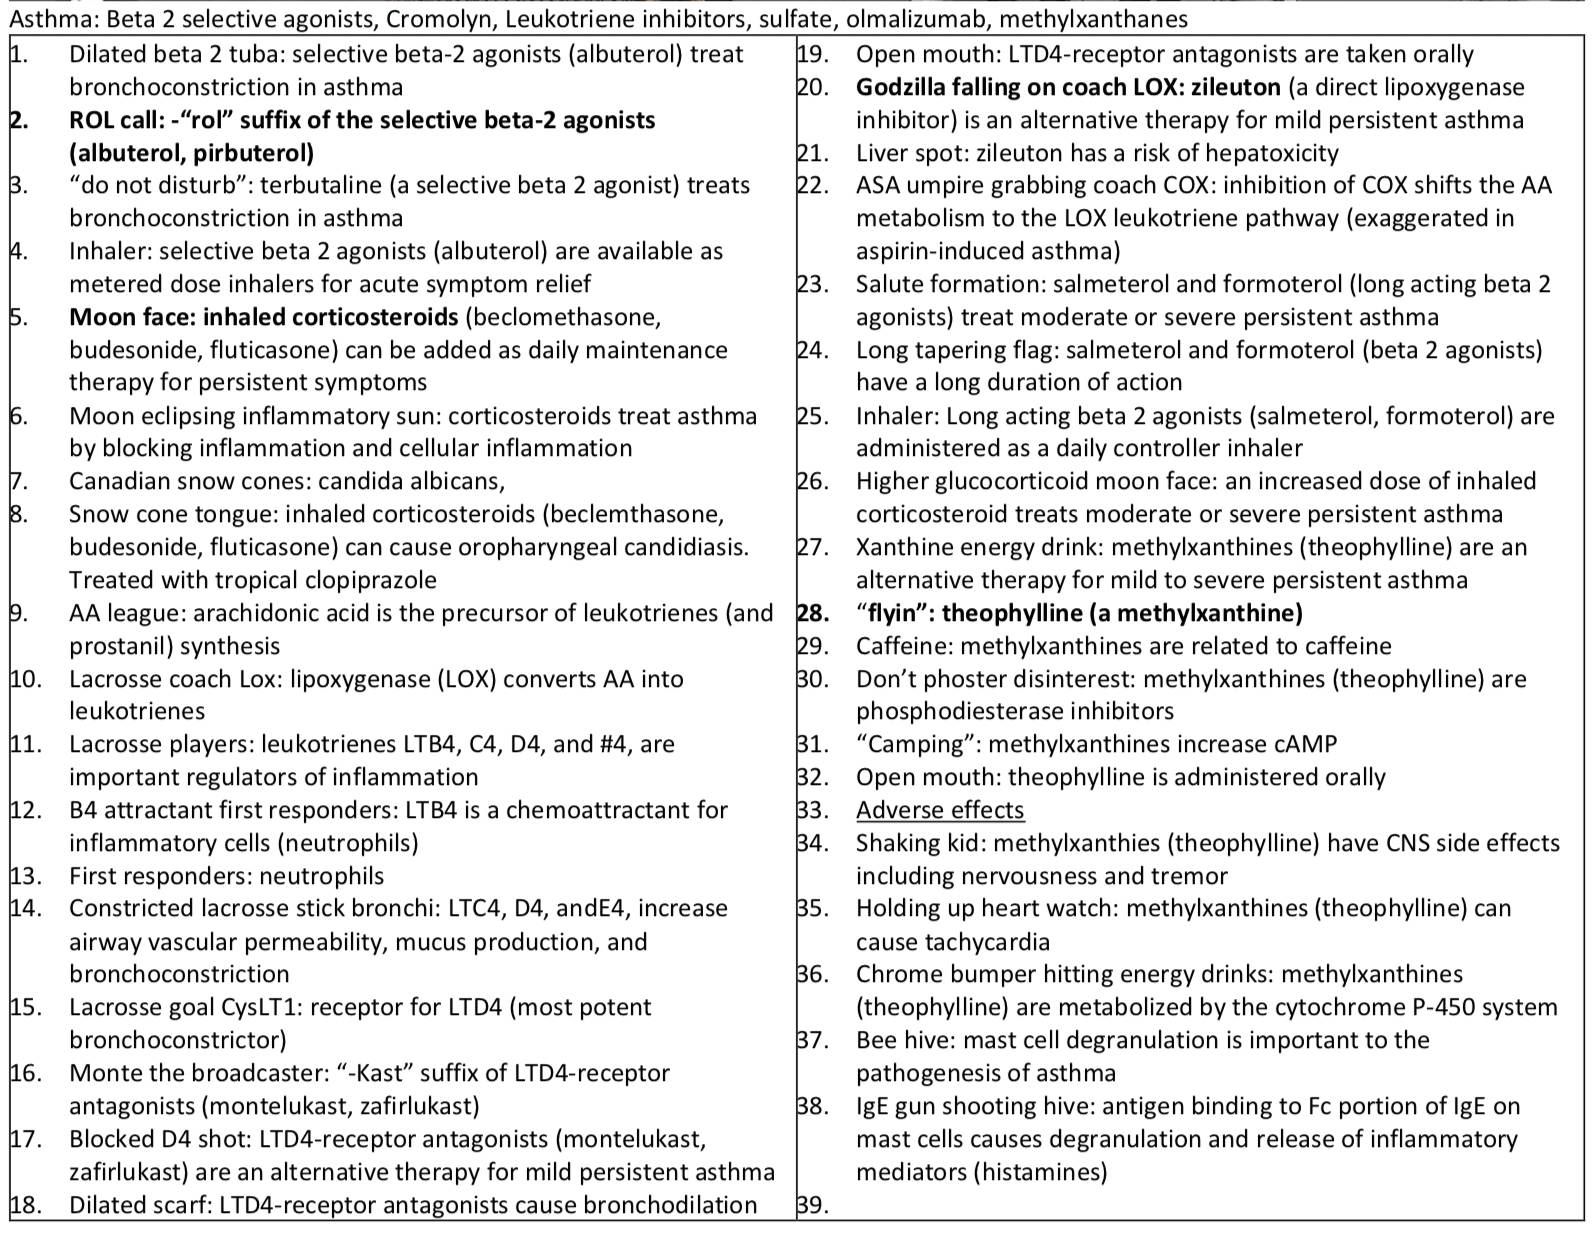 Asthma: Beta 2 selective agonists, Cromolyn, Leukotriene inhibitors, sulfate, olmalizumab, methylxanthanes
1. Dilated beta 2 tuba: selective beta-2 agonists (albuterol) treat
bronchoconstriction in asthma
2. ROL call: -“rol” suffix of the selective beta-2 agonists
(albuterol, pirbuterol)
3. “do not disturb”: terbutaline (a selective beta 2 agonist) treats
bronchoconstriction in asthma
4. Inhaler: selective beta 2 agonists (albuterol) are available as
metered dose inhalers for acute symptom relief
5. Moon face: inhaled corticosteroids (beclomethasone,
budesonide, fluticasone) can be added as daily maintenance
therapy for persistent symptoms
6. Moon eclipsing inflammatory sun: corticosteroids treat asthma
by blocking inflammation and cellular inflammation
7. Canadian snow cones: candida albicans,
8. Snow cone tongue: inhaled corticosteroids (beclemthasone,
budesonide, fluticasone) can cause oropharyngeal candidiasis.
Treated with tropical clopiprazole
9. AA league: arachidonic acid is the precursor of leukotrienes (and
prostanil) synthesis
10. Lacrosse coach Lox: lipoxygenase (LOX) converts AA into
leukotrienes
11. Lacrosse players: leukotrienes LTB4, C4, D4, and #4, are
important regulators of inflammation
12. B4 attractant first responders: LTB4 is a chemoattractant for
inflammatory cells (neutrophils)
13. First responders: neutrophils
14. Constricted lacrosse stick bronchi: LTC4, D4, andE4, increase
airway vascular permeability, mucus production, and
bronchoconstriction
15. Lacrosse goal CysLT1: receptor for LTD4 (most potent
bronchoconstrictor)
16. Monte the broadcaster: “-Kast” suffix of LTD4-receptor
antagonists (montelukast, zafirlukast)
17. Blocked D4 shot: LTD4-receptor antagonists (montelukast,
zafirlukast) are an alternative therapy for mild persistent asthma
18. Dilated scarf: LTD4-receptor antagonists cause bronchodilation
19. Open mouth: LTD4-receptor antagonists are taken orally
20. Godzilla falling on coach LOX: zileuton (a direct lipoxygenase
inhibitor) is an alternative therapy for mild persistent asthma
21. Liver spot: zileuton has a risk of hepatoxicity
22. ASA umpire grabbing coach COX: inhibition of COX shifts the AA
metabolism to the LOX leukotriene pathway (exaggerated in
aspirin-induced asthma)
23. Salute formation: salmeterol and formoterol (long acting beta 2
agonists) treat moderate or severe persistent asthma
24. Long tapering flag: salmeterol and formoterol (beta 2 agonists)
have a long duration of action
25. Inhaler: Long acting beta 2 agonists (salmeterol, formoterol) are
administered as a daily controller inhaler
26. Higher glucocorticoid moon face: an increased dose of inhaled
corticosteroid treats moderate or severe persistent asthma
27. Xanthine energy drink: methylxanthines (theophylline) are an
alternative therapy for mild to severe persistent asthma
28. “flyin”: theophylline (a methylxanthine)
29. Caffeine: methylxanthines are related to caffeine
30. Don’t phoster disinterest: methylxanthines (theophylline) are
phosphodiesterase inhibitors
31. “Camping”: methylxanthines increase cAMP
32. Open mouth: theophylline is administered orally
33. Adverse effects
34. Shaking kid: methylxanthies (theophylline) have CNS side effects
including nervousness and tremor
35. Holding up heart watch: methylxanthines (theophylline) can
cause tachycardia
36. Chrome bumper hitting energy drinks: methylxanthines
(theophylline) are metabolized by the cytochrome P-450 system
37. Bee hive: mast cell degranulation is important to the
pathogenesis of asthma
38. IgE gun shooting hive: antigen binding to Fc portion of IgE on
mast cells causes degranulation and release of inflammatory
mediators (histamines)
39.